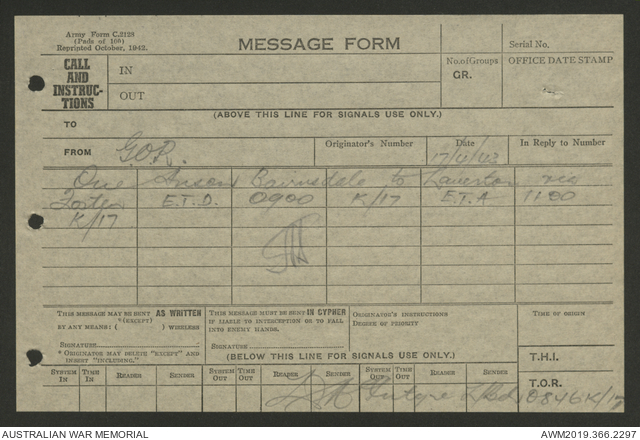 Army Form C.2128
(Pads of 100)
Reprinted October, 1942.
MESSAGE FORM
Serial No.
CALL AND INSTRUC-TIONS
IN
OUT
No. of Groups
GR.
OFFICE DATE STAMP
(ABOVE THIS LINE FOR SIGNALS USE ONLY.)
TO
FROM G.O.R.
Originator's Number
Date
17/4/43
In Reply to Number
One Anson Bairnsdale to Laverton via
Foster E.T.D. 0900 K/17 E.T.A 1100
K/17
THIS MESSAGE MAY BE SENT AS WRITTEN
*(EXCEPT)
BY ANY MEANS: ( ) WIRELESS
SIGNATURE
* ORIGINATOR MAY DELETE "EXCEPT" AND
INSERT "INCLUDING."
THIS MESSAGE MUST BE SENT IN CYPHER
IF LIABLE TO INTERCEPTION OR TO FALL
INTO ENEMY HANDS.
SIGNATURE
ORIGINATOR'S INSTRUCTIONS
DEGREE OF PRIORITY
TIME OF ORIGIN
(BELOW THIS LINE FOR SIGNALS USE ONLY.)
T.H.I.
SYSTEM IN
TIME IN
READER
SENDER
SYSTEM OUT
TIME OUT
READER
SENDER
SYSTEM OUT
TIME OUT
READER
SENDER
T.O.R.
0846K/17
AUSTRALIAN WAR MEMORIAL
AWM2019.366.2297